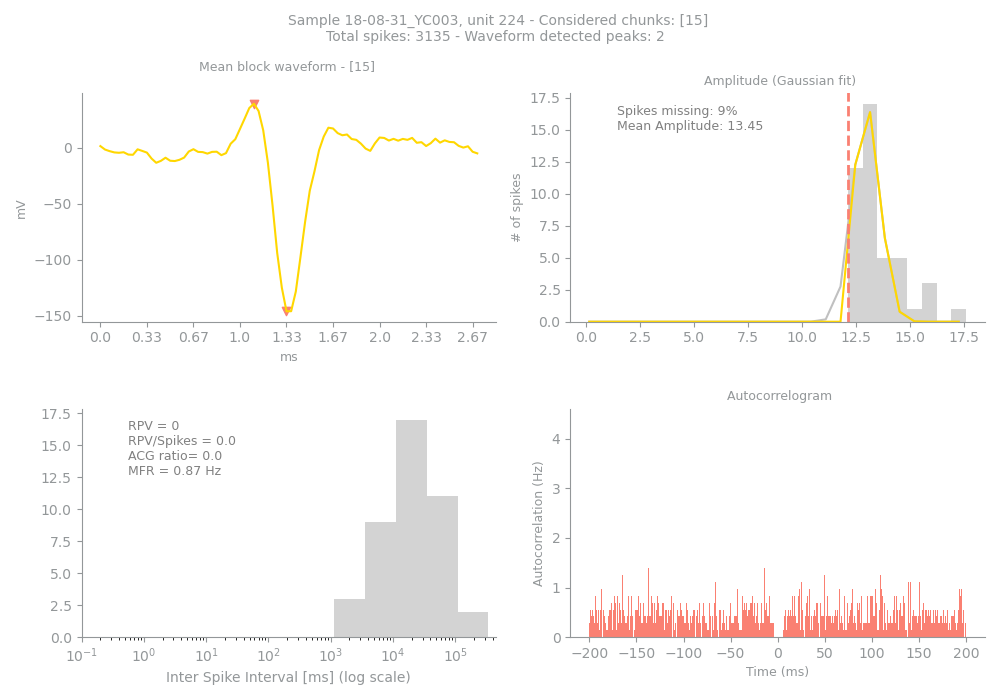 Sample 18-08-31_YC003, unit 224 - Considered chunks: [15]
Total spikes: 3135 - Waveform detected peaks: 2
Mean block waveform - [15]
0
−50
−100
−150
mV
0.0 0.33 0.67 1.0 1.33 1.67 2.0 2.33 2.67
ms
Amplitude (Gaussian fit)
Spikes missing: 9%
Mean Amplitude: 13.45
17.5
15.0
12.5
10.0
7.5
5.0
2.5
0.0
# of spikes
0.0 2.5 5.0 7.5 10.0 12.5 15.0 17.5
RPV = 0
RPV/Spikes = 0.0
ACG ratio= 0.0
MFR = 0.87 Hz
17.5
15.0
12.5
10.0
7.5
5.0
2.5
0.0
10⁻¹ 10⁰ 10¹ 10² 10³ 10⁴ 10⁵
Inter Spike Interval [ms] (log scale)
Autocorrelogram
4
3
2
1
0
Autocorrelation (Hz)
−200 −150 −100 −50 0 50 100 150 200
Time (ms)